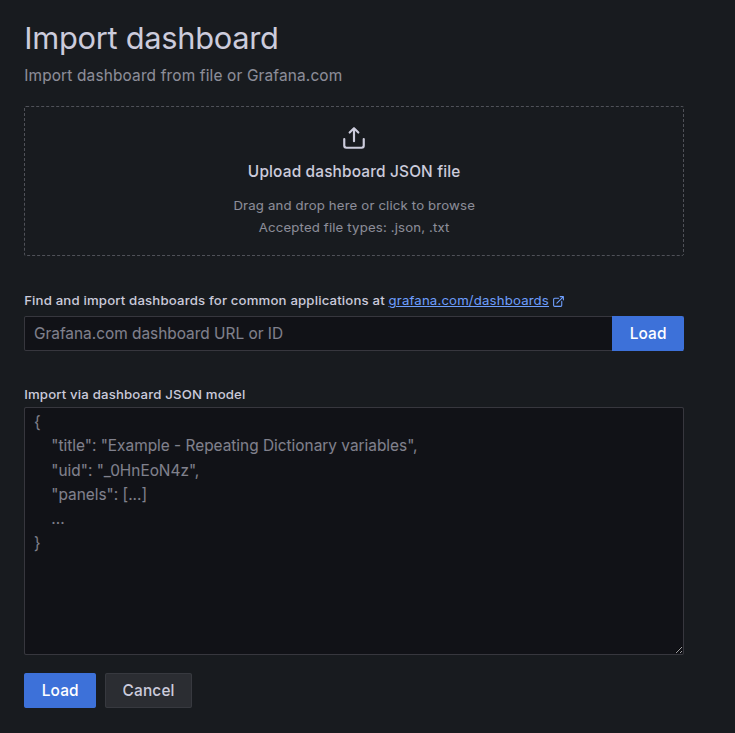 Import dashboard
Import dashboard from file or Grafana.com
Upload dashboard JSON file
Drag and drop here or click to browse
Accepted file types: .json, .txt
Find and import dashboards for common applications at grafana.com/dashboards
Grafana.com dashboard URL or ID
Load
Import via dashboard JSON model
{
"title": "Example - Repeating Dictionary variables",
"uid": "_0HnEoN4z",
"panels": [...]
...
}
Load
Cancel